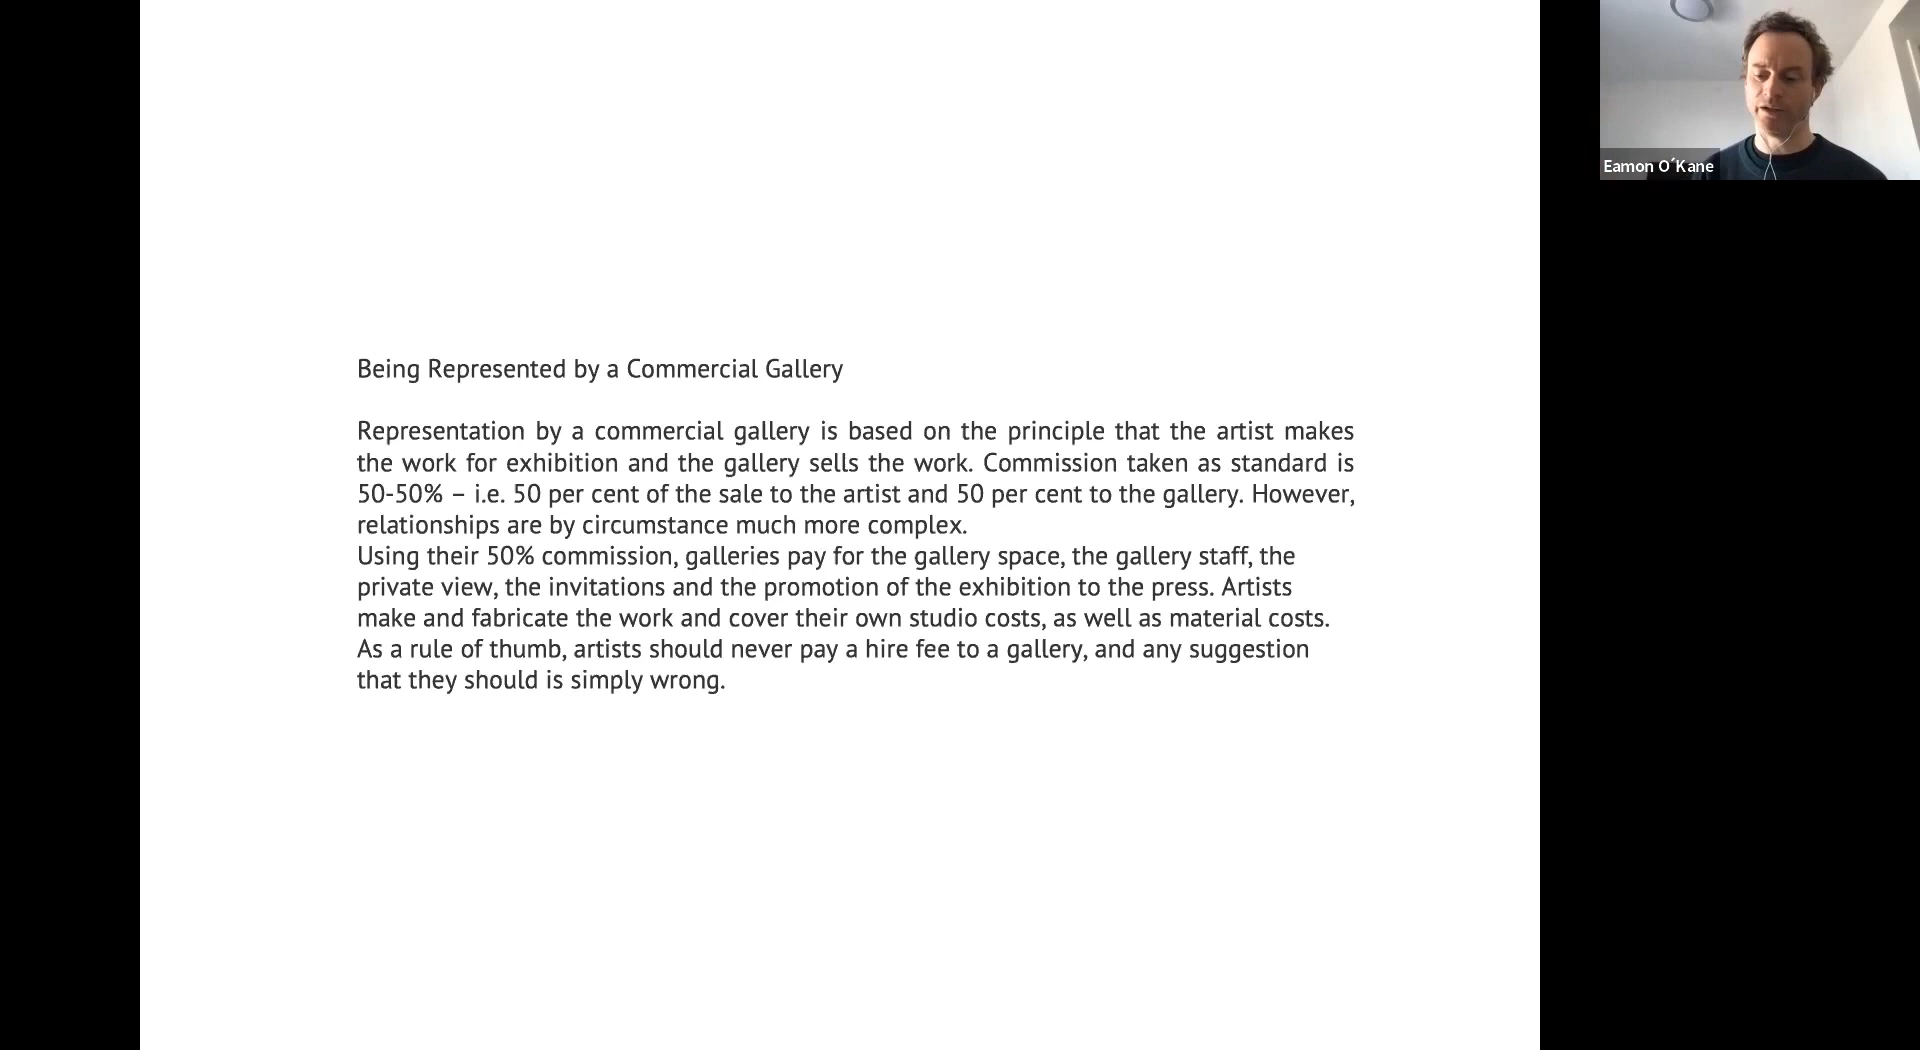 Being Represented by a Commercial Gallery
Representation by a commercial gallery is based on the principle that the artist makes
the work for exhibition and the gallery sells the work. Commission taken as standard is
50-50% – i.e. 50 per cent of the sale to the artist and 50 per cent to the gallery. However,
relationships are by circumstance much more complex.
Using their 50% commission, galleries pay for the gallery space, the gallery staff, the
private view, the invitations and the promotion of the exhibition to the press. Artists
make and fabricate the work and cover their own studio costs, as well as material costs.
As a rule of thumb, artists should never pay a hire fee to a gallery, and any suggestion
that they should is simply wrong.
Eamon O´Kane